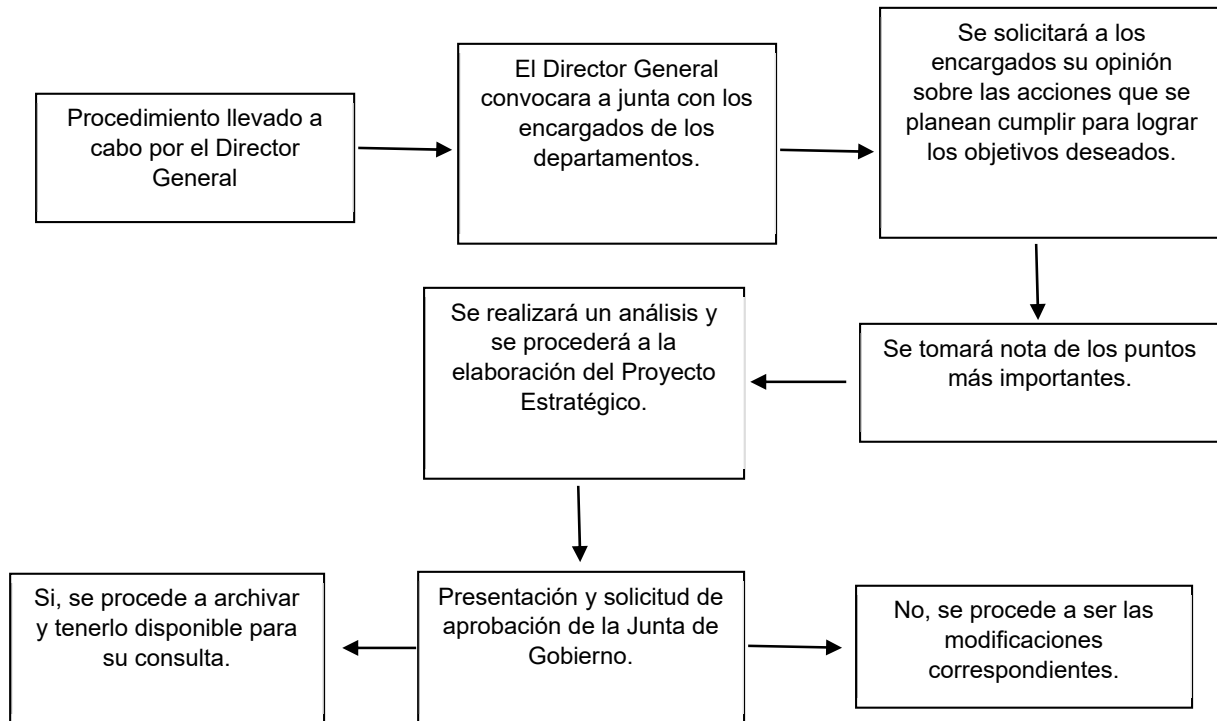 Procedimiento llevado a
cabo por el Director
General
El Director General
convocara a junta con los
encargados de los
departamentos.
Se solicitará a los
encargados su opinión
sobre las acciones que se
planean cumplir para lograr
los objetivos deseados.
Se tomará nota de los puntos
más importantes.
Se realizará un análisis y
se procederá a la
elaboración del Proyecto
Estratégico.
Presentación y solicitud de
aprobación de la Junta de
Gobierno.
Si, se procede a archivar
y tenerlo disponible para
su consulta.
No, se procede a ser las
modificaciones
correspondientes.